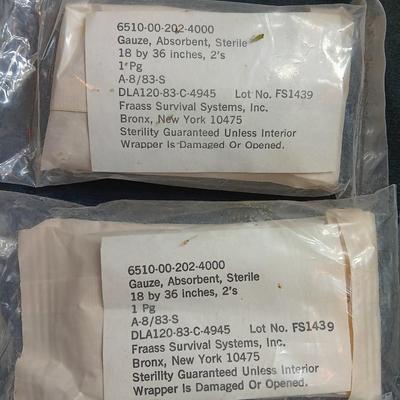 6510-00-202-4000
Gauze, Absorbent, Sterile
18 by 36 inches, 2's
1 Pg
A-8/83-S
DLA120-83-C-4945 Lot No. FS1439
Fraass Survival Systems, Inc.
Bronx, New York 10475
Sterility Guaranteed Unless Interior
Wrapper Is Damaged Or Opened.
6510-00-202-4000
Gauze, Absorbent, Sterile
18 by 36 inches, 2's
1 Pg
A-8/83-S
DLA120-83-C-4945 Lot No. FS1439
Fraass Survival Systems, Inc.
Bronx, New York 10475
Sterility Guaranteed Unless Interior
Wrapper Is Damaged Or Opened.